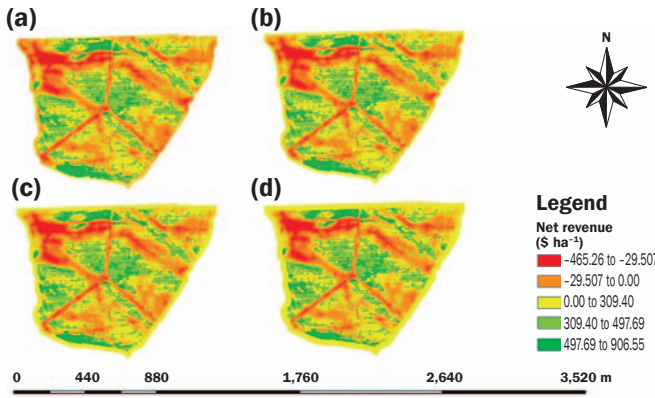 (a)
(b)
N
(c)
(d)
Legend
Net revenue
($ ha⁻¹)
−465.26 to −29.507
−29.507 to 0.00
0.00 to 309.40
309.40 to 497.69
497.69 to 906.55
0 440 880 1,760 2,640 3,520 m